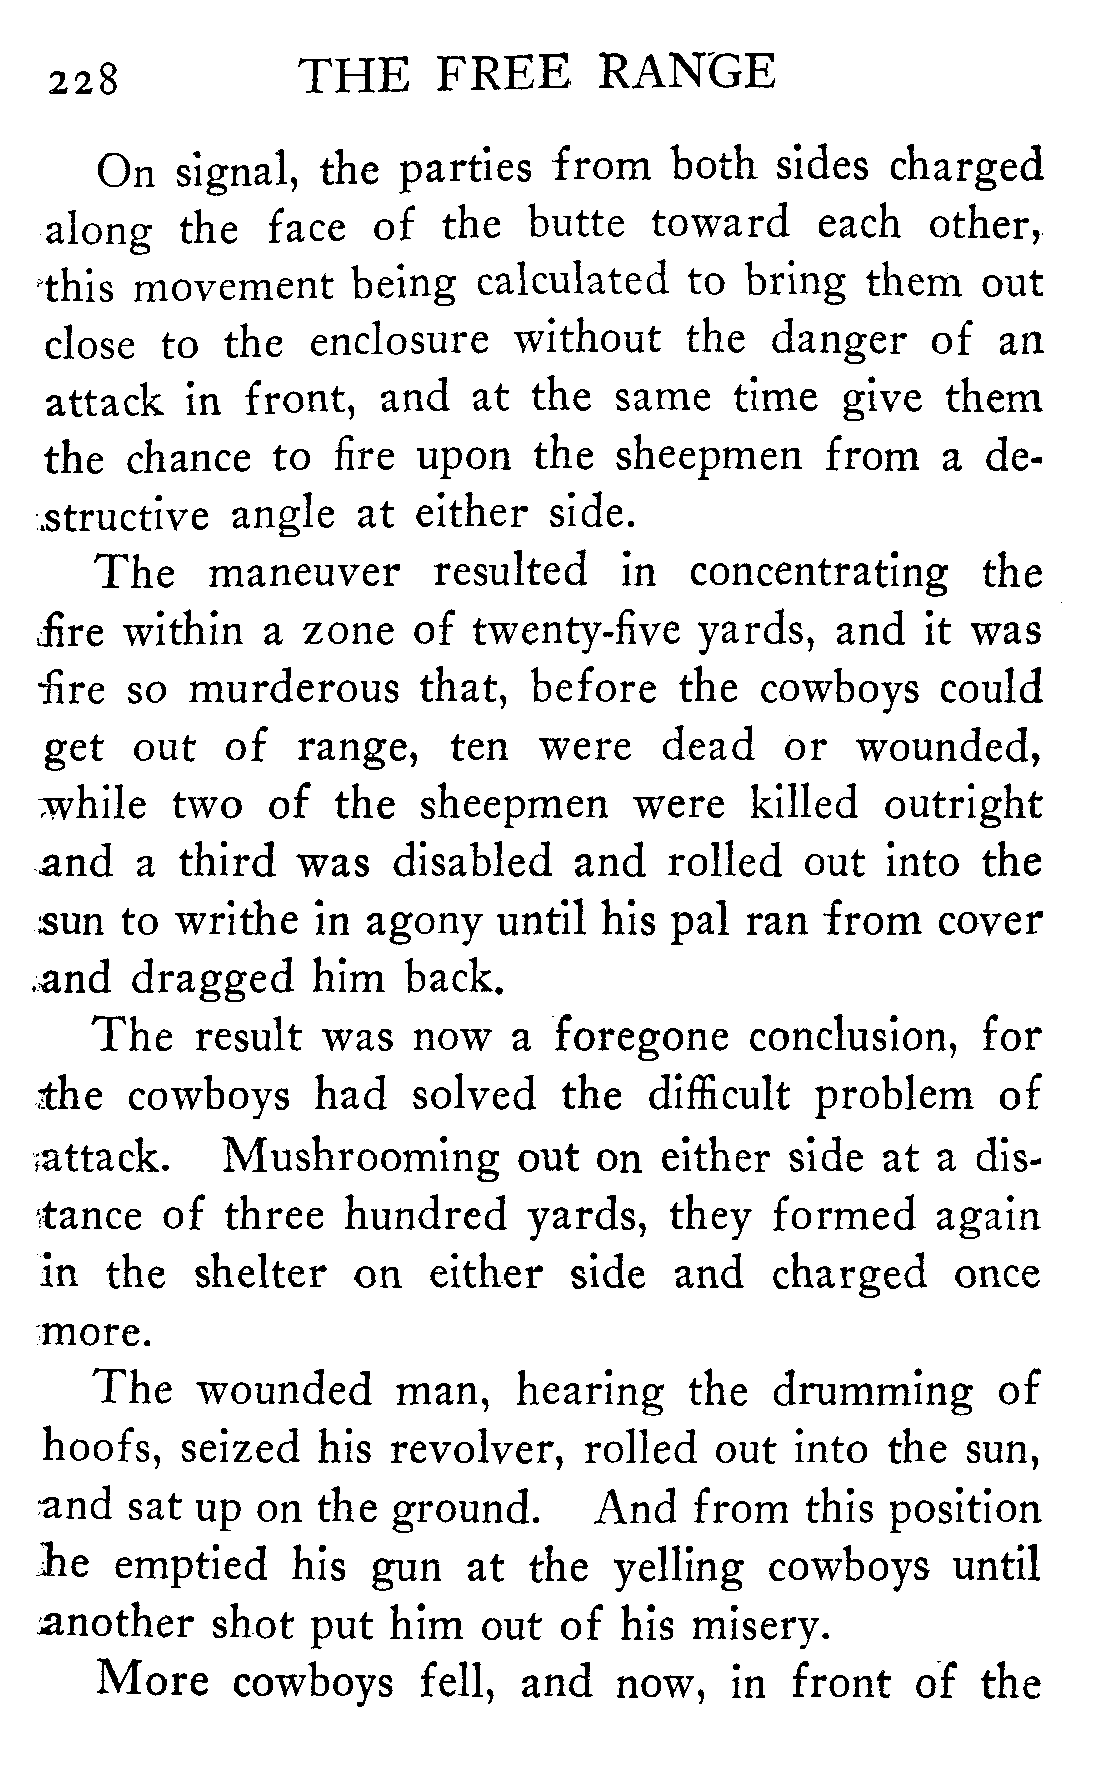 228 THE FREE RANGE
On signal, the parties from both sides charged
along the face of the butte toward each other,
this movement being calculated to bring them out
close to the enclosure without the danger of an
attack in front, and at the same time give them
the chance to fire upon the sheepmen from a de-
structive angle at either side.
The maneuver resulted in concentrating the
fire within a zone of twenty-five yards, and it was
fire so murderous that, before the cowboys could
get out of range, ten were dead or wounded,
while two of the sheepmen were killed outright
and a third was disabled and rolled out into the
sun to writhe in agony until his pal ran from cover
and dragged him back.
The result was now a foregone conclusion, for
the cowboys had solved the difficult problem of
attack. Mushrooming out on either side at a dis-
tance of three hundred yards, they formed again
in the shelter on either side and charged once
more.
The wounded man, hearing the drumming of
hoofs, seized his revolver, rolled out into the sun,
and sat up on the ground. And from this position
he emptied his gun at the yelling cowboys until
another shot put him out of his misery.
More cowboys fell, and now, in front of the